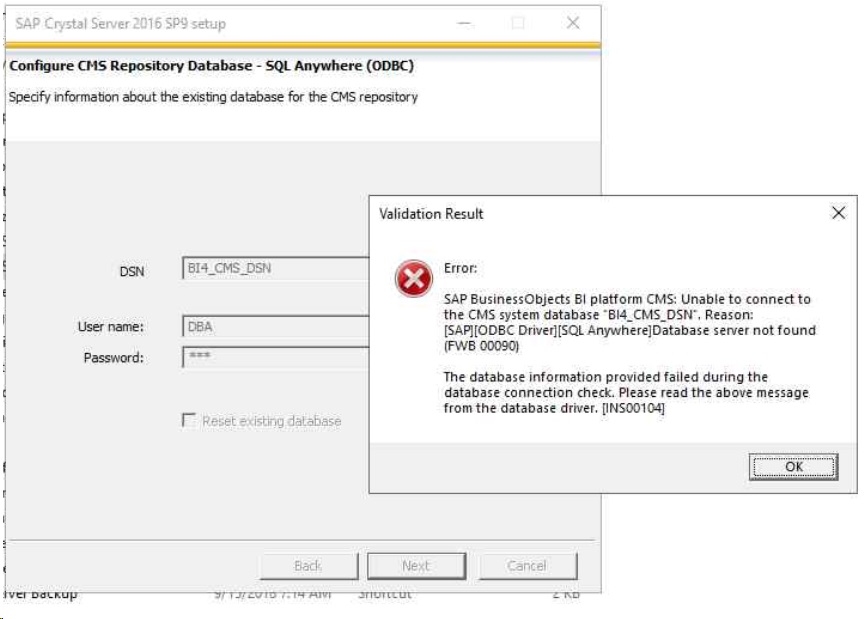 SAP Crystal Server 2016 SP9 setup
Configure CMS Repository Database - SQL Anywhere (ODBC)
Specify information about the existing database for the CMS repository
DSN
BI4_CMS_DSN
User name:
DBA
Password:
***
Reset existing database
Back
Next
Cancel
Validation Result
Error:
SAP BusinessObjects BI platform CMS: Unable to connect to
the CMS system database "BI4_CMS_DSN". Reason:
[SAP][ODBC Driver][SQL Anywhere]Database server not found
(FWB 00090)
The database information provided failed during the
database connection check. Please read the above message
from the database driver. [INS00104]
OK
Backup 9/15/2016 7:14 AM Shortcut 2 KB